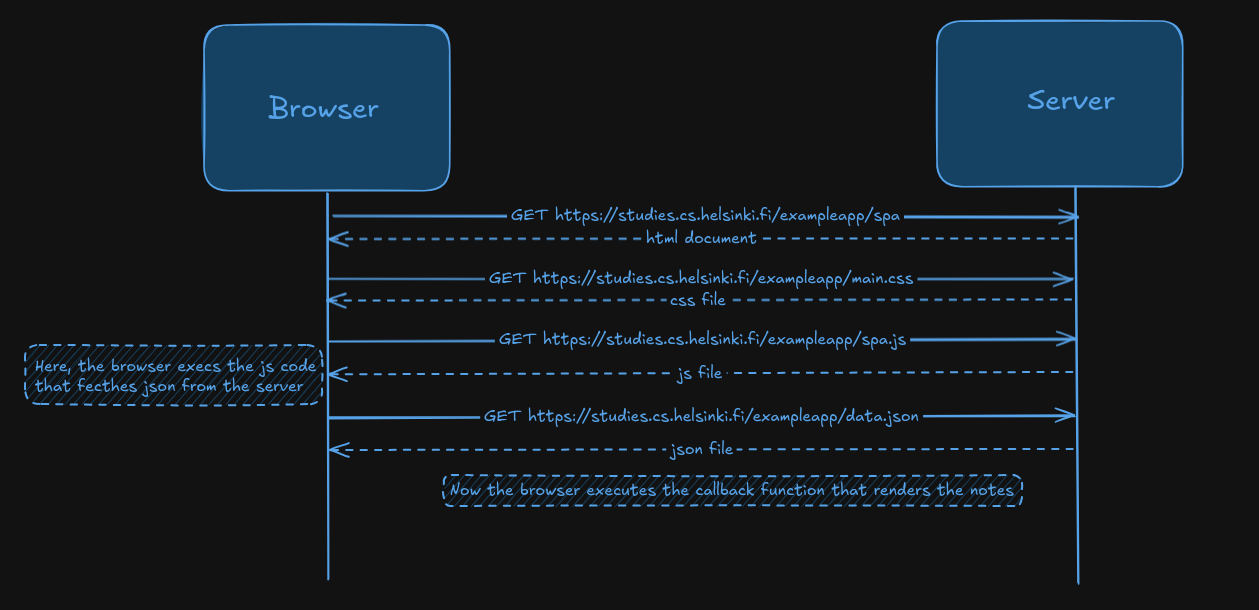 Browser
Server
GET https://studies.cs.helsinki.fi/exampleapp/spa
html document
GET https://studies.cs.helsinki.fi/exampleapp/main.css
css file
GET https://studies.cs.helsinki.fi/exampleapp/spa.js
Here, the browser execs the js code
that fecthes json from the server
js file
GET https://studies.cs.helsinki.fi/exampleapp/data.json
json file
Now the browser executes the callback function that renders the notes